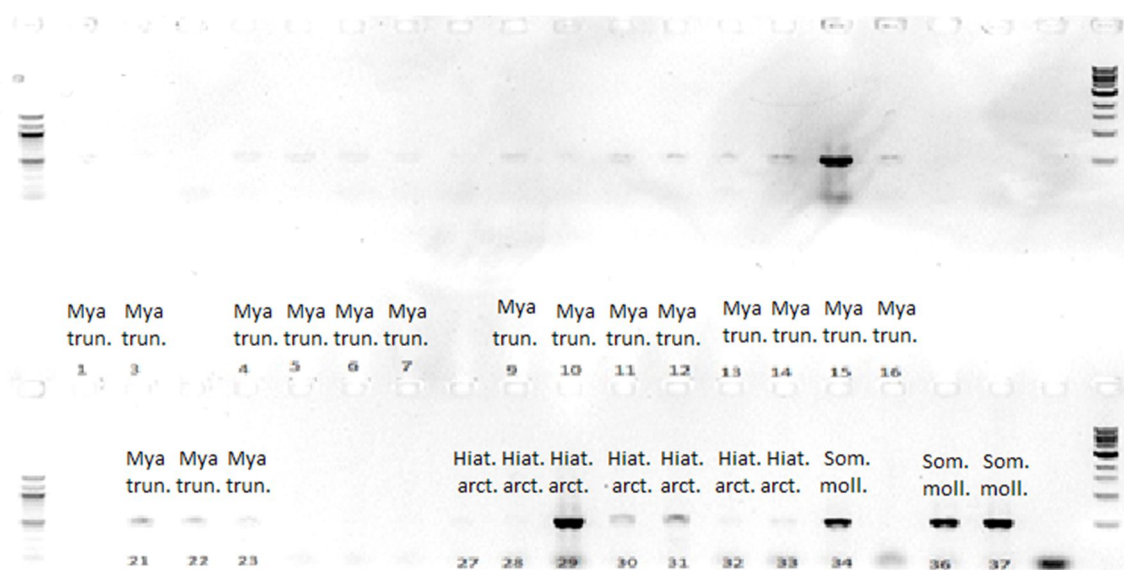 Mya Mya Mya Mya Mya Mya Mya Mya Mya Mya Mya Mya Mya Mya
trun. trun. trun. trun. trun. trun. trun. trun. trun. trun. trun. trun. trun. trun.
1 3 4 5 6 7 9 10 11 12 13 14 15 16
Mya Mya Mya Hiat. Hiat. Hiat. Hiat. Hiat. Hiat. Hiat. Som. Som. Som.
trun. trun. trun. arct. arct. arct. arct. arct. arct. arct. moll. moll. moll.
21 22 23 27 28 29 30 31 32 33 34 36 37